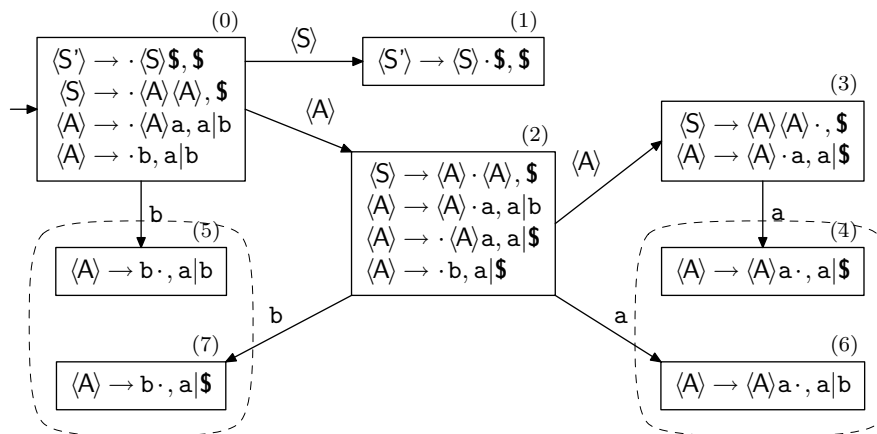 (0)
⟨S'⟩ → · ⟨S⟩$, $
⟨S⟩ → · ⟨A⟩ ⟨A⟩, $
⟨A⟩ → · ⟨A⟩ a, a|b
⟨A⟩ → · b, a|b
⟨S⟩
(1)
⟨S'⟩ → ⟨S⟩ · $, $
⟨A⟩
(2)
⟨S⟩ → ⟨A⟩ · ⟨A⟩, $
⟨A⟩ → ⟨A⟩ · a, a|b
⟨A⟩ → · ⟨A⟩ a, a|$
⟨A⟩ → · b, a|$
⟨A⟩
(3)
⟨S⟩ → ⟨A⟩ ⟨A⟩ ·, $
⟨A⟩ → ⟨A⟩ · a, a|$
b
(5)
⟨A⟩ → b ·, a|b
a
(4)
⟨A⟩ → ⟨A⟩ a ·, a|$
b
(7)
⟨A⟩ → b ·, a|$
a
(6)
⟨A⟩ → ⟨A⟩ a ·, a|b